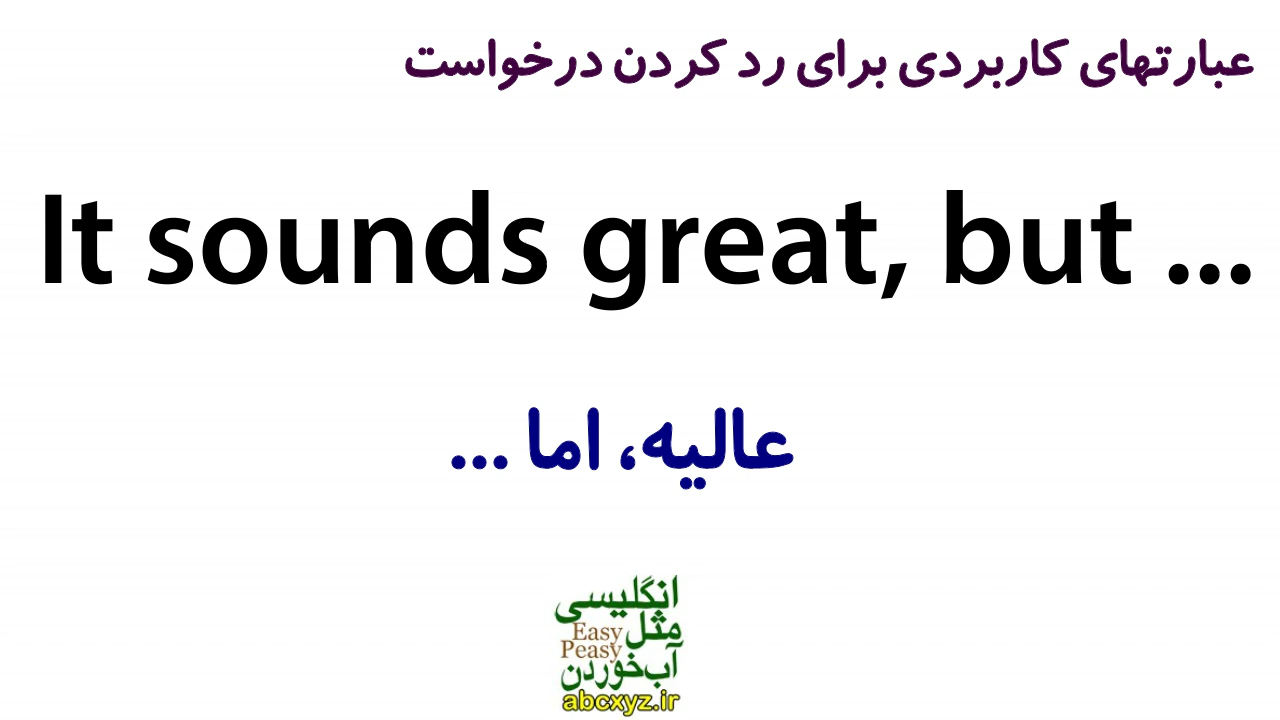 عبارتهای کاربردی برای رد کردن درخواست
It sounds great, but ...
عالیه، اما ...
انگلیسی
مثل Easy
Peasy
آب‌خوردن
abcxyz.ir